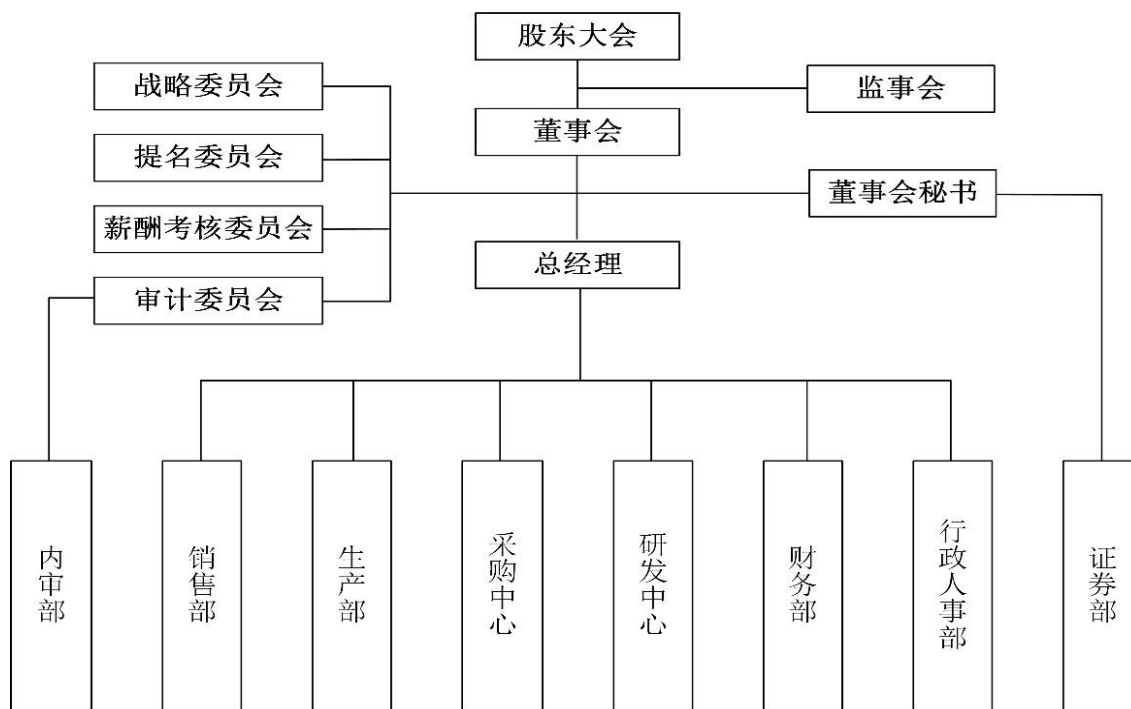 股东大会
战略委员会
监事会
董事会
提名委员会
董事会秘书
薪酬考核委员会
总经理
审计委员会
内审部
销售部
生产部
采购中心
研发中心
财务部
行政人事部
证券部